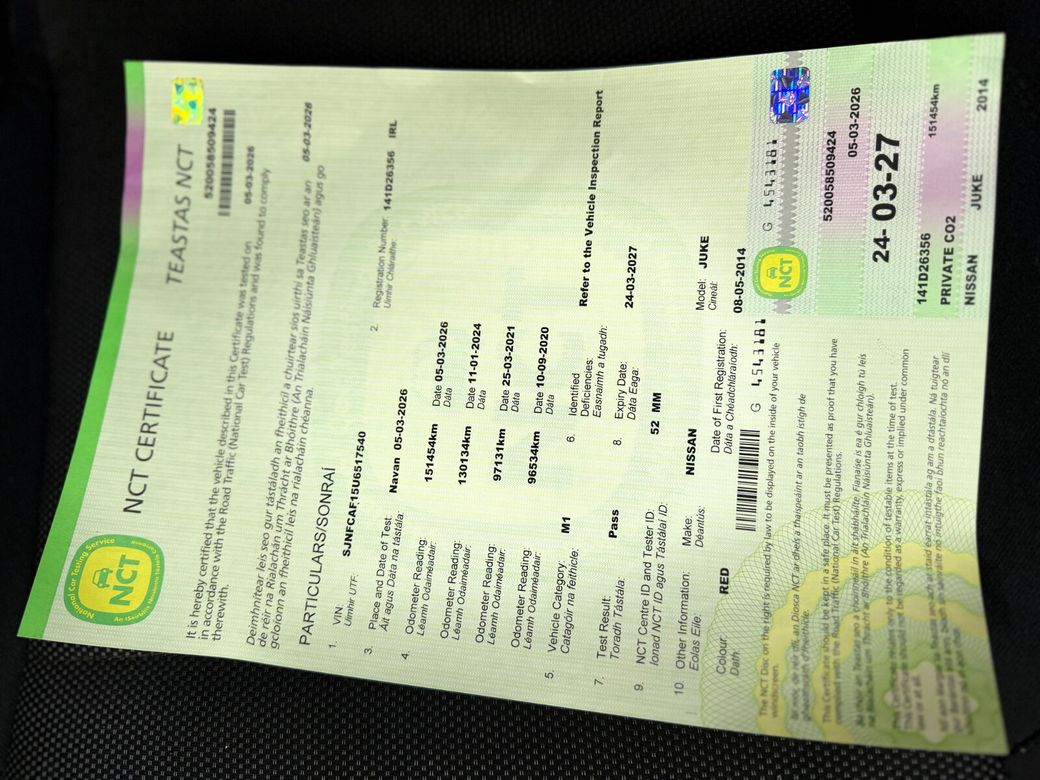 National Car Testing Service
NCT
NCT CERTIFICATE
TEASTAS NCT
520058509424
It is hereby certified that the vehicle described in this Certificate was tested on 05-03-2026
in accordance with the Road Traffic (National Car Test) Regulations and was found to comply
therewith.
Deimhnítear leis seo gur tástáladh an fheithicil a chuirtear síos uirthi sa Teastas seo ar an 05-03-2026
de réir na Rialachán um Thrácht ar Bhóithre (An Trialacháin Náisiúnta Ghluaisteán) agus go
gcloíonn an fheithicil leis na rialacháin chéanna.
PARTICULARS/SONRAÍ
1. VIN: SJNFCAF15U6517540
Uimhir UTF:
2. Registration Number: 141D26356 IRL
Uimhir Chláraithe:
3. Place and Date of Test: Navan 05-03-2026
Áit agus Dáta na tástála:
4. Odometer Reading: 151454km Date 05-03-2026
Léamh Odaiméadair: Dáta
Odometer Reading: 130134km Date 11-01-2024
Léamh Odaiméadair: Dáta
Odometer Reading: 97131km Date 25-03-2021
Léamh Odaiméadair: Dáta
Odometer Reading: 96534km Date 10-09-2020
Léamh Odaiméadair: Dáta
5. Vehicle Category: M1
Catagóir na feithicle:
6. Identified
Deficiencies: Refer to the Vehicle Inspection Report
Easnaimh a tugadh:
7. Test Result: Pass
Toradh Tástála:
8. Expiry Date: 24-03-2027
Dáta Éaga:
9. NCT Centre ID and Tester ID: 52 MM
Ionad NCT ID agus Tástálaí ID:
10. Other Information:
Eolas Eile:
Make: NISSAN
Déantús:
Model: JUKE
Cineál:
Colour RED
Dath:
Date of First Registration: 08-05-2014
Dáta a Chéadchláraíodh:
G 4543181
The NCT Disc on the right is required by law to be displayed on the inside of your vehicle
windscreen.
This Certificate should be kept in a safe place. It must be presented as proof that you have
complied with the Road Traffic (National Car Test) Regulations.
NCT
G 4543181
520058509424
05-03-2026
24-03-27
141D26356
151454km
PRIVATE CO2
NISSAN JUKE 2014